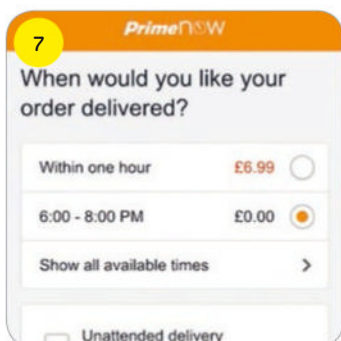 7
PrimeNOW
When would you like your
order delivered?
Within one hour £6.99
6:00 - 8:00 PM £0.00
Show all available times >
Unattended delivery